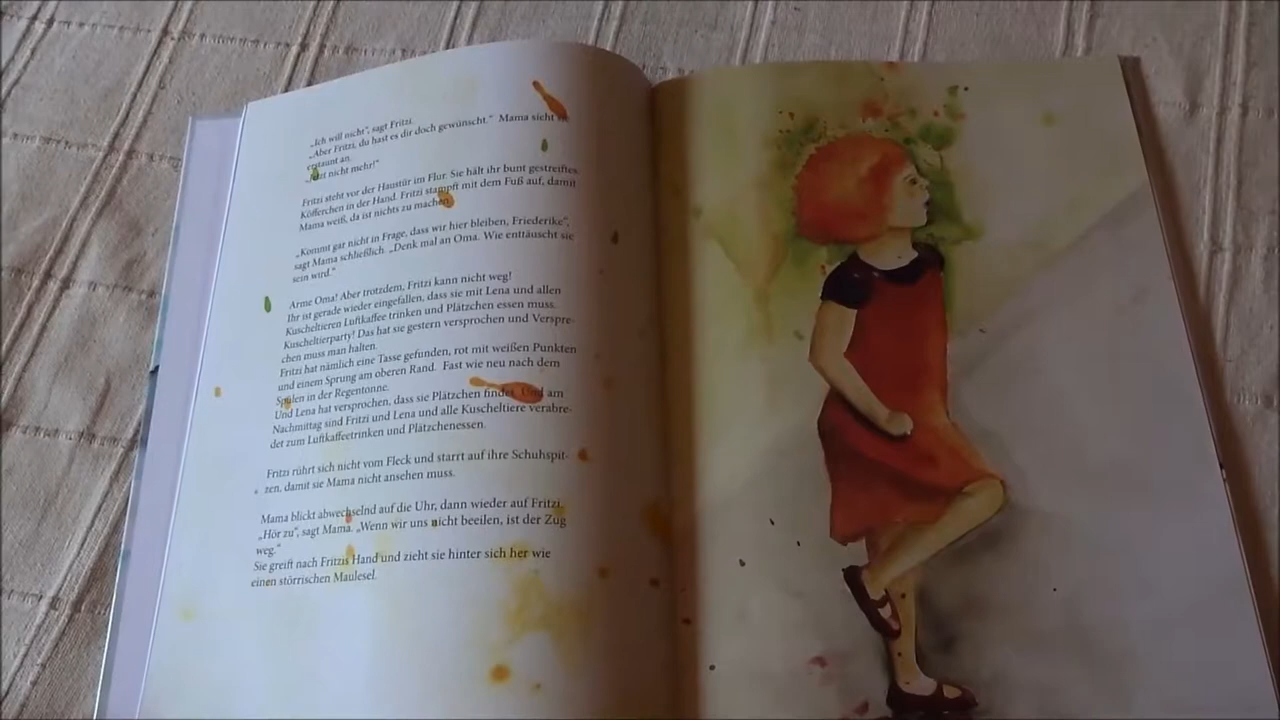 „Ich will nicht“, sagt Fritzi.
„Aber Fritzi, du hast es dir doch gewünscht.“ Mama sieht
erstaunt an.
„Jetzt nicht mehr!“
Fritzi steht vor der Haustür im Flur. Sie hält ihr bunt gestreiftes
Köfferchen in der Hand. Fritzi stampft mit dem Fuß auf, damit
Mama weiß, da ist nichts zu machen.
„Kommt gar nicht in Frage, dass wir hier bleiben, Friederike“,
sagt Mama schließlich. „Denk mal an Oma. Wie enttäuscht sie
sein wird.“
Arme Oma! Aber trotzdem, Fritzi kann nicht weg!
Ihr ist gerade wieder eingefallen, dass sie mit Lena und allen
Kuscheltieren Luftkaffee trinken und Plätzchen essen muss.
Kuscheltierparty! Das hat sie gestern versprochen und Verspre-
chen muss man halten.
Fritzi hat nämlich eine Tasse gefunden, rot mit weißen Punkten
und einem Sprung am oberen Rand. Fast wie neu nach dem
Spülen in der Regentonne.
Und Lena hat versprochen, dass sie Plätzchen findet. Und am
Nachmittag sind Fritzi und Lena und alle Kuscheltiere verabre-
det zum Luftkaffeetrinken und Plätzchenessen.
Fritzi rührt sich nicht vom Fleck und starrt auf ihre Schuhspit-
zen, damit sie Mama nicht ansehen muss.
Mama blickt abwechselnd auf die Uhr, dann wieder auf Fritzi.
„Hör zu“, sagt Mama. „Wenn wir uns nicht beeilen, ist der Zug
weg.“
Sie greift nach Fritzis Hand und zieht sie hinter sich her wie
einen störrischen Maulesel.